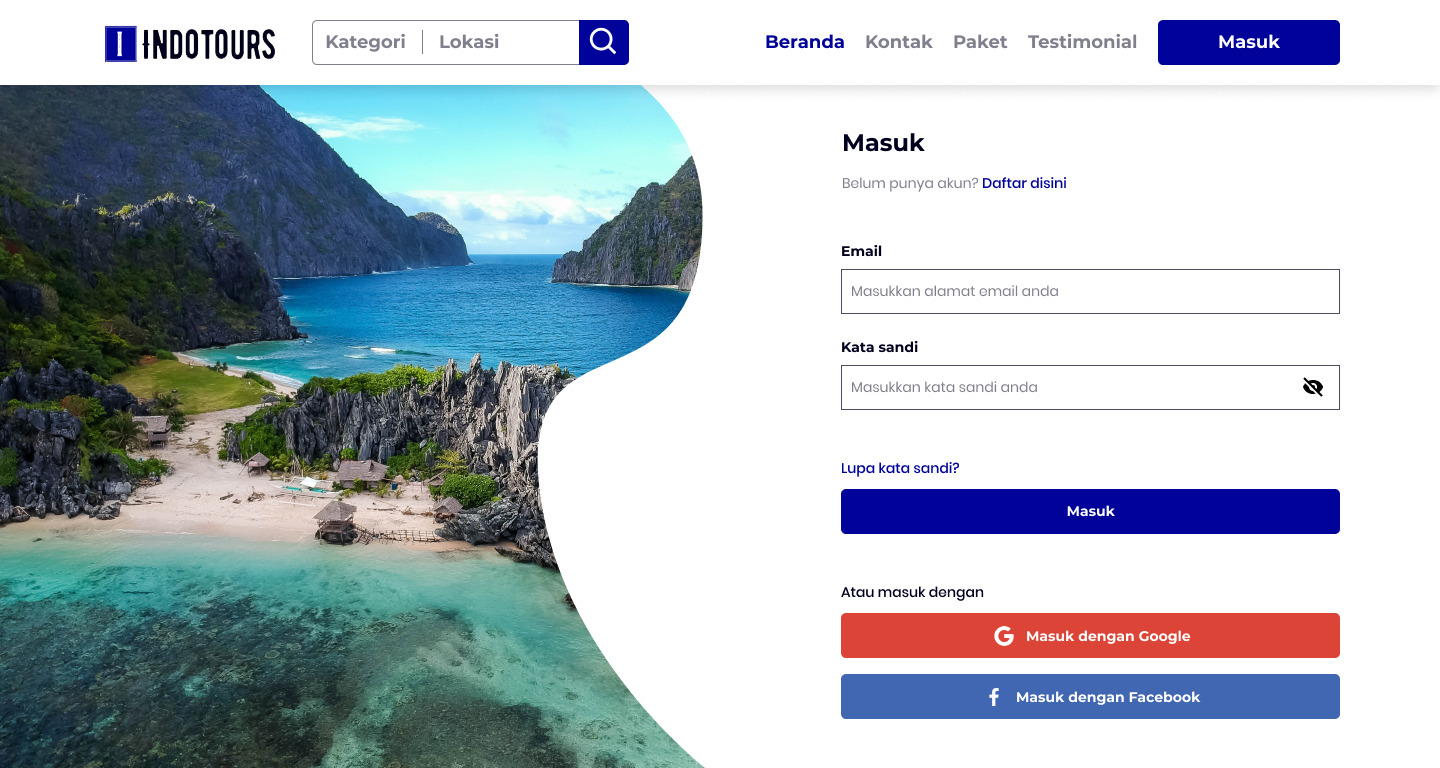 I INDOTOURS
Kategori | Lokasi
Beranda Kontak Paket Testimonial Masuk
Masuk
Belum punya akun? Daftar disini
Email
Masukkan alamat email anda
Kata sandi
Masukkan kata sandi anda
Lupa kata sandi?
Masuk
Atau masuk dengan
G Masuk dengan Google
f Masuk dengan Facebook